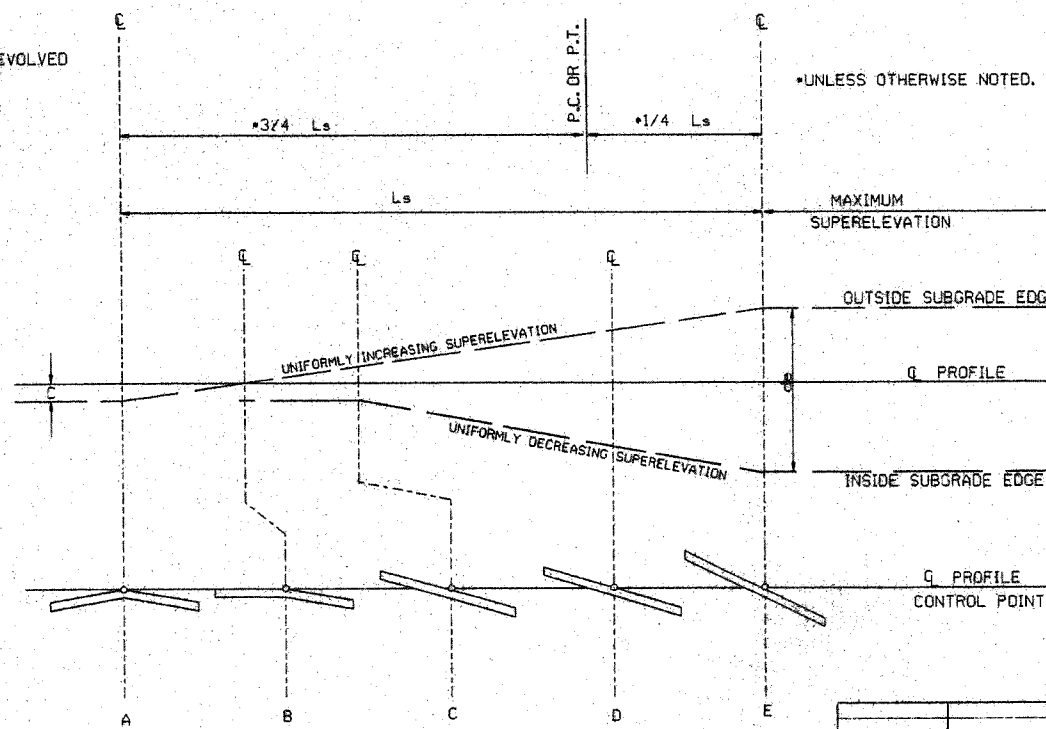 ℄
℄
EVOLVED
P.C. OR P.T.
*UNLESS OTHERWISE NOTED.
*3/4 Ls
*1/4 Ls
Ls
MAXIMUM
SUPERELEVATION
℄
℄
℄
OUTSIDE SUBGRADE EDG
UNIFORMLY INCREASING SUPERELEVATION
C
℄ PROFILE
UNIFORMLY DECREASING SUPERELEVATION
INSIDE SUBGRADE EDGE
℄ PROFILE
CONTROL POINT
A
B
C
D
E